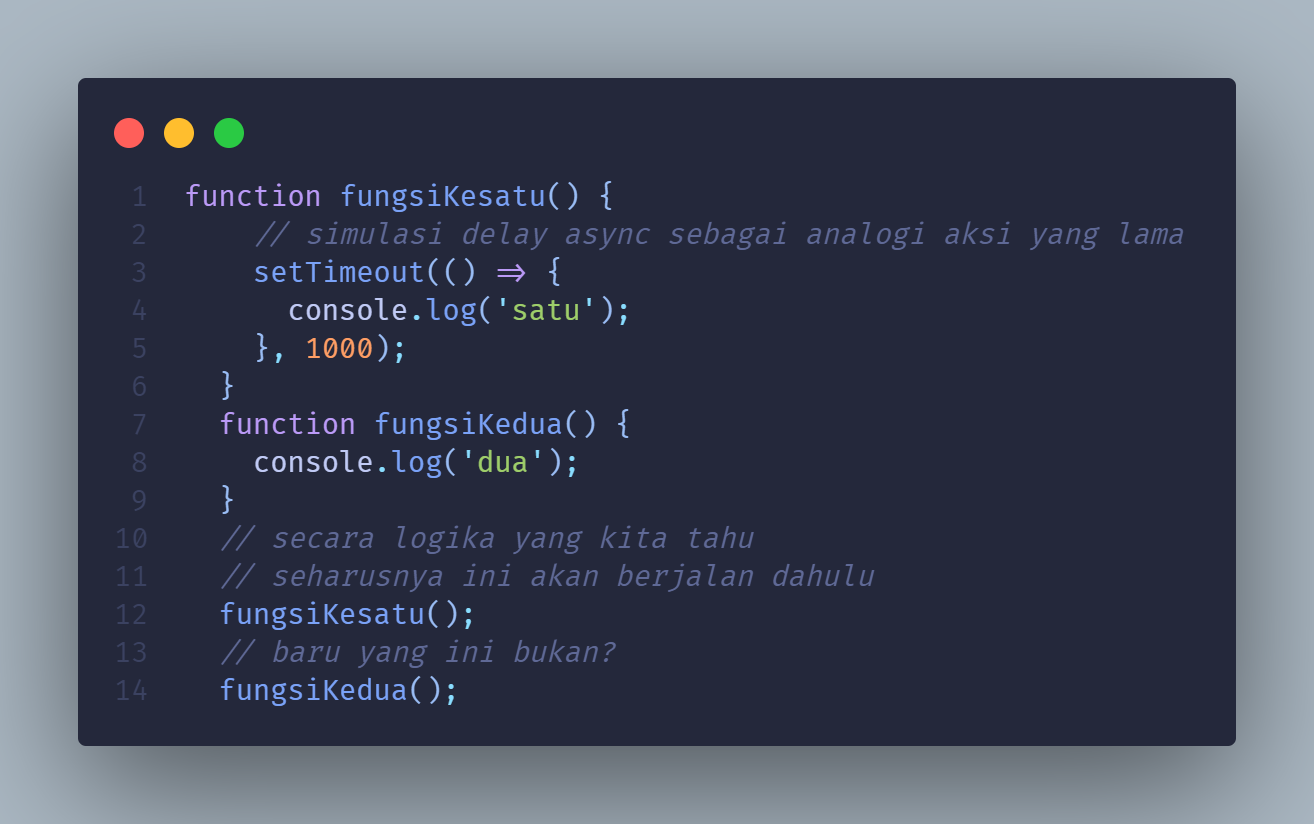 1 function fungsiKesatu() {
2 // simulasi delay async sebagai analogi aksi yang lama
3 setTimeout(() => {
4 console.log('satu');
5 }, 1000);
6 }
7 function fungsiKedua() {
8 console.log('dua');
9 }
10 // secara logika yang kita tahu
11 // seharusnya ini akan berjalan dahulu
12 fungsiKesatu();
13 // baru yang ini bukan?
14 fungsiKedua();